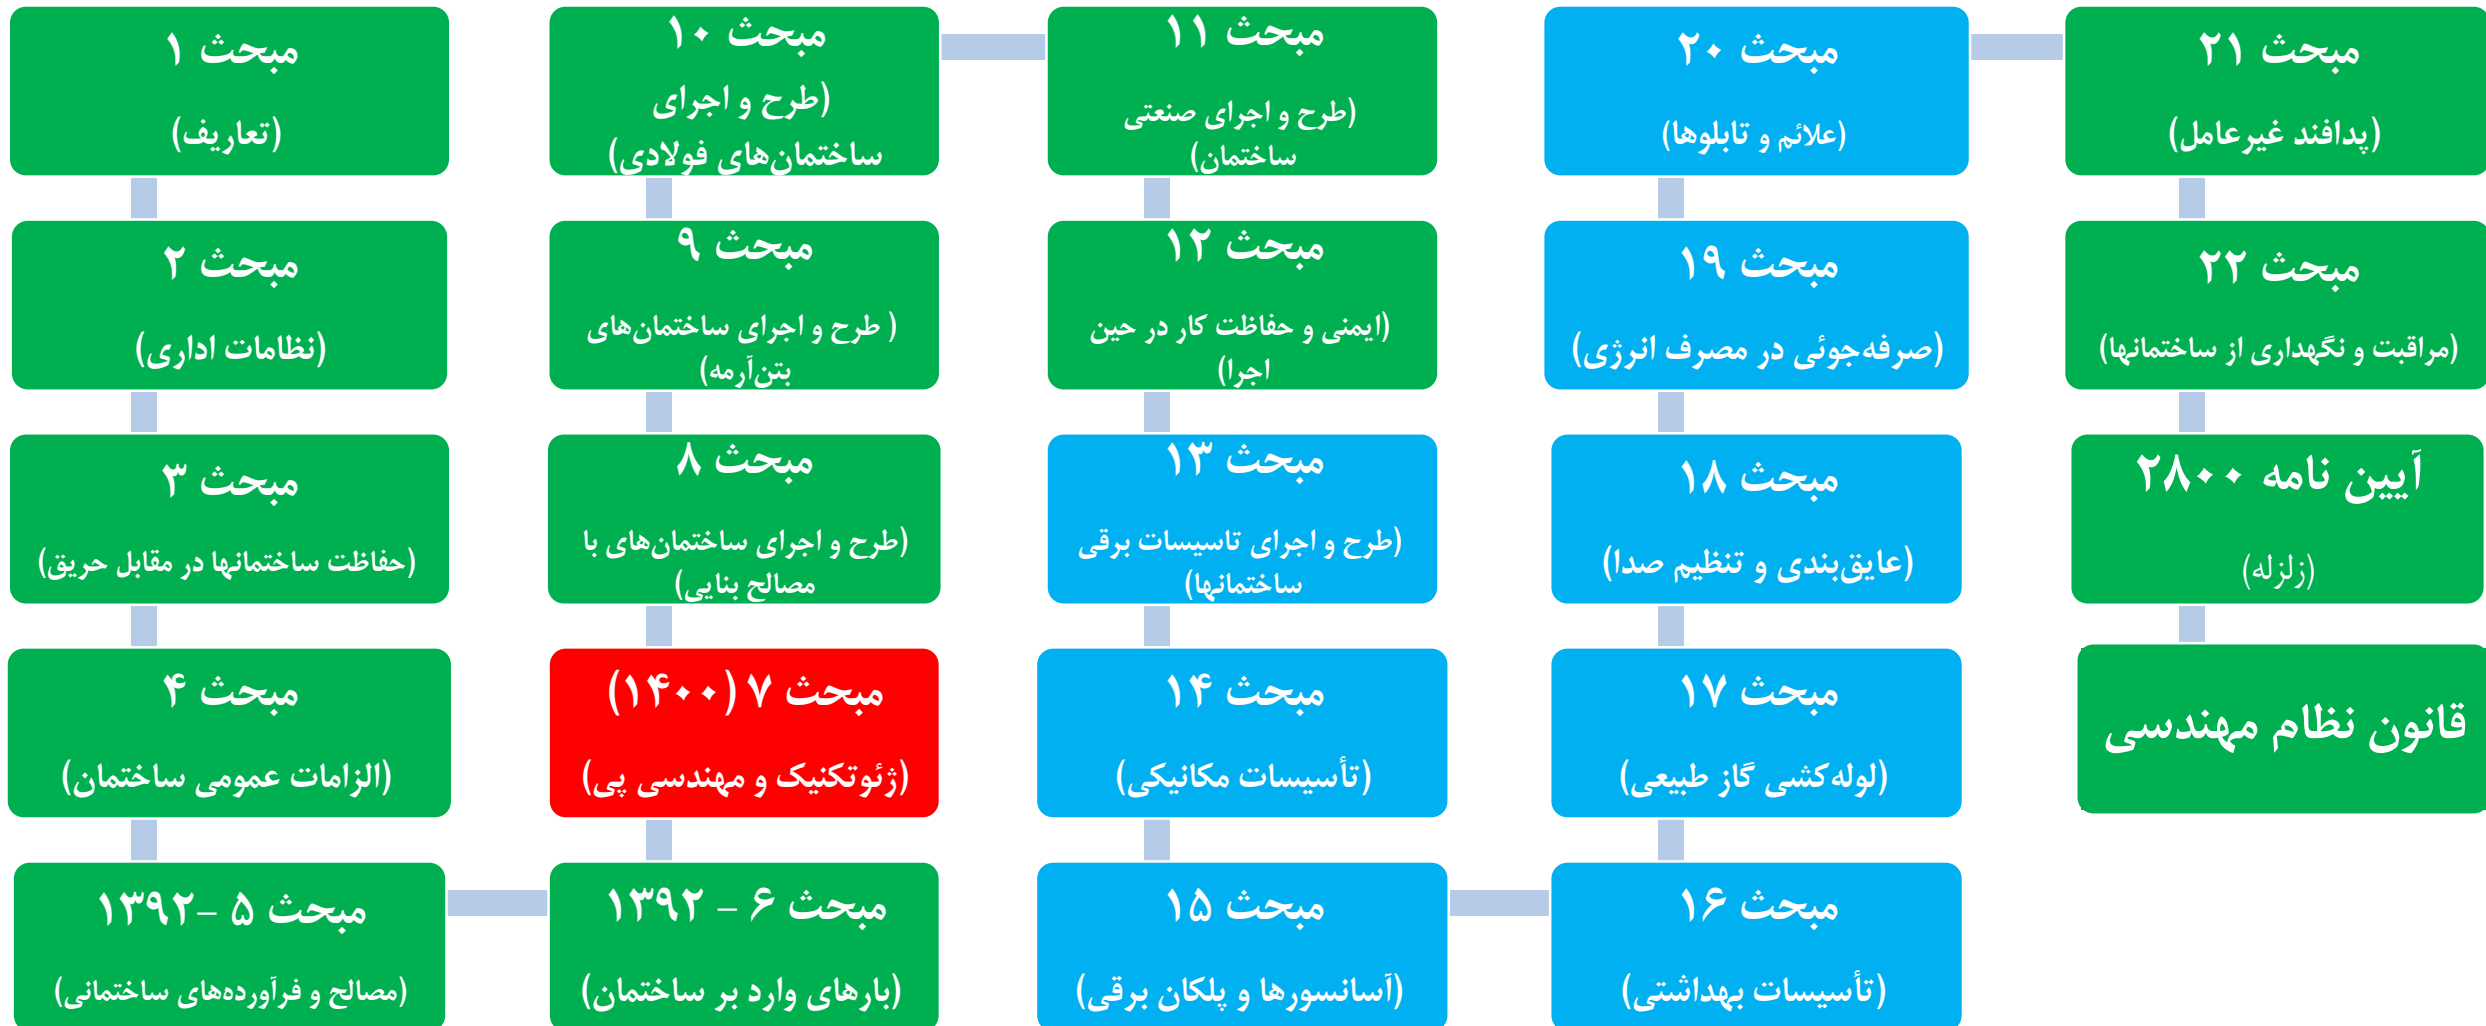 مبحث ۱
(تعاریف)
مبحث ۲
(نظامات اداری)
مبحث ۳
(حفاظت ساختمانها در مقابل حریق)
مبحث ۴
(الزامات عمومی ساختمان)
مبحث ۵ -۱۳۹۲
(مصالح و فرآورده‌های ساختمانی)
مبحث ۶ - ۱۳۹۲
(بارهای وارد بر ساختمان)
مبحث ۷ (۱۴۰۰)
(ژئوتکنیک و مهندسی پی)
مبحث ۸
(طرح و اجرای ساختمان‌های با
مصالح بنایی)
مبحث ۹
( طرح و اجرای ساختمان‌های
بتن‌آرمه)
مبحث ۱۰
(طرح و اجرای
ساختمان‌های فولادی)
مبحث ۱۱
(طرح و اجرای صنعتی
ساختمان)
مبحث ۱۲
(ایمنی و حفاظت کار در حین
اجرا)
مبحث ۱۳
(طرح و اجرای تاسیسات برقی
ساختمانها)
مبحث ۱۴
(تأسیسات مکانیکی)
مبحث ۱۵
(آسانسورها و پلکان برقی)
مبحث ۱۶
(تأسیسات بهداشتی)
مبحث ۱۷
(لوله‌کشی گاز طبیعی)
مبحث ۱۸
(عایق‌بندی و تنظیم صدا)
مبحث ۱۹
(صرفه‌جوئی در مصرف انرژی)
مبحث ۲۰
(علائم و تابلوها)
مبحث ۲۱
(پدافند غیرعامل)
مبحث ۲۲
(مراقبت و نگهداری از ساختمانها)
آیین نامه ۲۸۰۰
(زلزله)
قانون نظام مهندسی